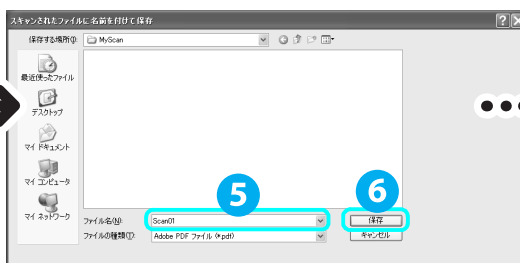 スキャンされたファイルに名前を付けて保存
保存する場所(I):
MyScan
最近使ったファイル
デスクトップ
マイ ドキュメント
マイ コンピュータ
マイ ネットワーク
5
6
ファイル名(N):
Scan01
保存
ファイルの種類(T):
Adobe PDF ファイル (*.pdf)
キャンセル